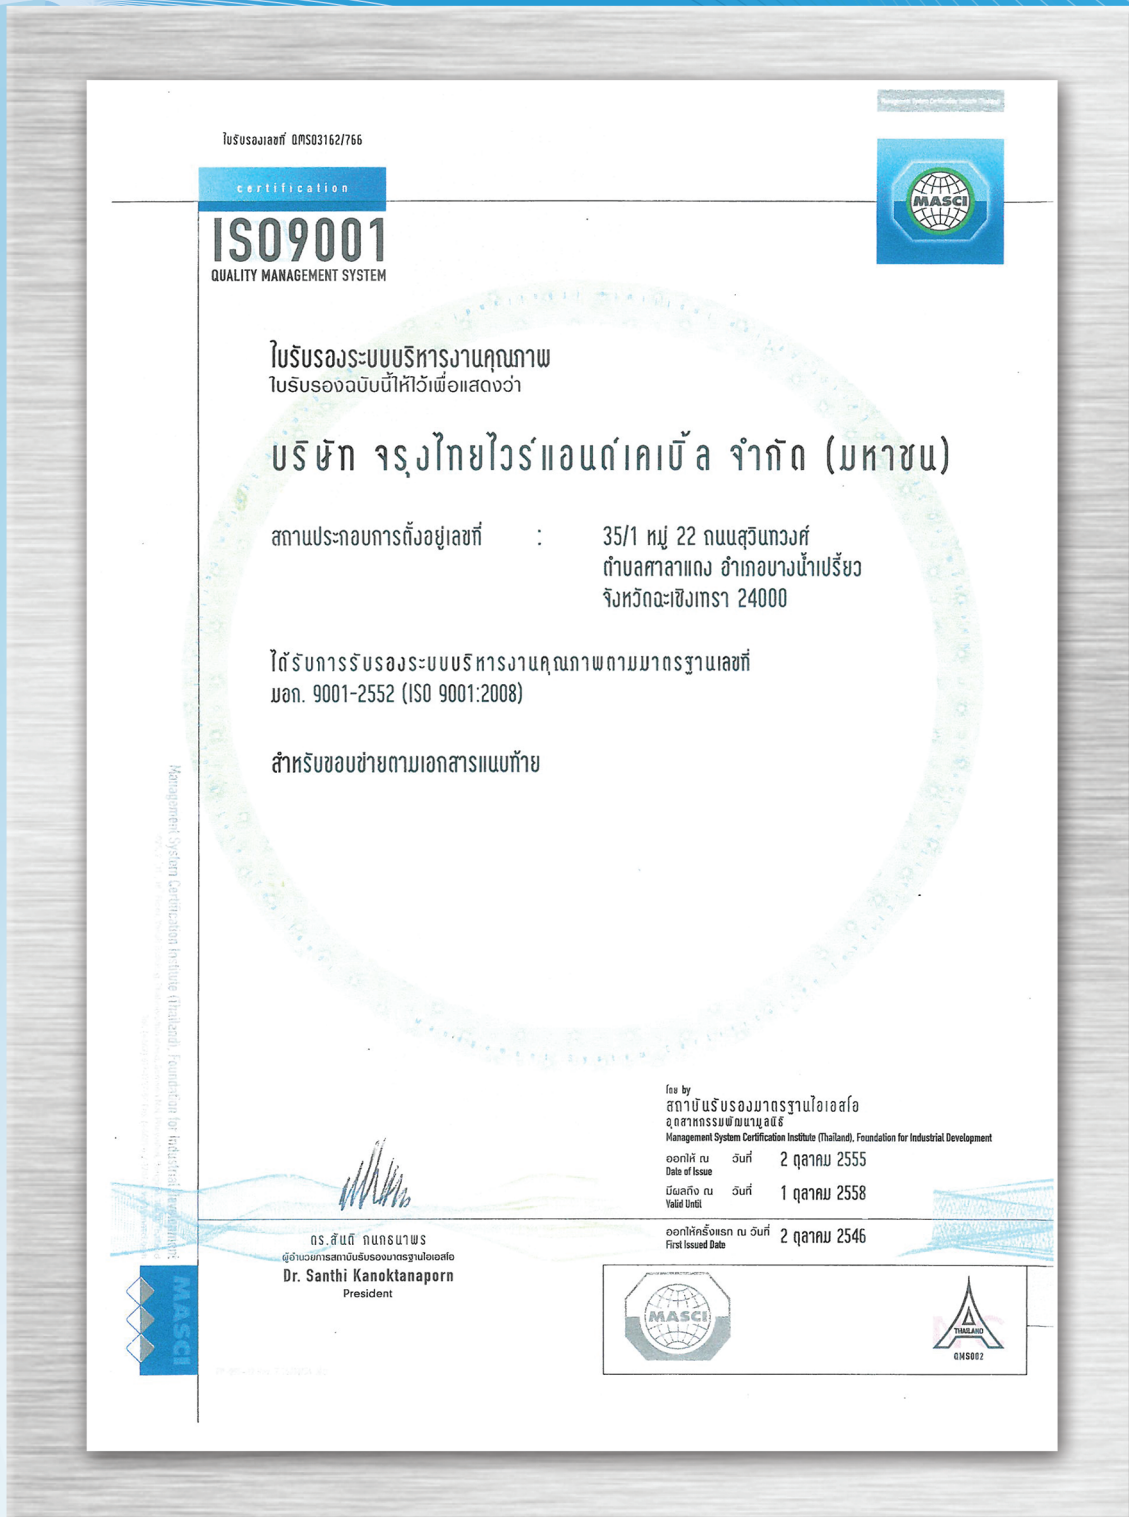 Management System Certification Institute (Thailand)
ใบรับรองเลขที่ QMS03162/766
certification
MASCI
ISO9001
QUALITY MANAGEMENT SYSTEM
ใบรับรองระบบบริหารงานคุณภาพ
ใบรับรองฉบับนี้ให้ไว้เพื่อแสดงว่า
บริษัท จรุงไทยไวร์แอนด์เคเบิ้ล จำกัด (มหาชน)
สถานประกอบการตั้งอยู่เลขที่ : 35/1 หมู่ 22 ถนนสุวินทวงศ์
ตำบลศาลาแดง อำเภอบางน้ำเปรี้ยว
จังหวัดฉะเชิงเทรา 24000
ได้รับการรับรองระบบบริหารงานคุณภาพตามมาตรฐานเลขที่
มอก. 9001-2552 (ISO 9001:2008)
สำหรับขอบข่ายตามเอกสารแนบท้าย
Management System Certification Institute (Thailand), Foundation for Industrial Development
โดย by
สถาบันรับรองมาตรฐานไอเอสโอ
อุตสาหกรรมพัฒนามูลนิธิ
Management System Certification Institute (Thailand), Foundation for Industrial Development
ออกให้ ณ วันที่ 2 ตุลาคม 2555
Date of Issue
มีผลถึง ณ วันที่ 1 ตุลาคม 2558
Valid Until
ออกให้ครั้งแรก ณ วันที่ 2 ตุลาคม 2546
First Issued Date
ดร.สันติ กนกธนาพร
ผู้อำนวยการสถาบันรับรองมาตรฐานไอเอสโอ
Dr. Santhi Kanoktanaporn
President
MASCI
MASCI
THAILAND
QMS002